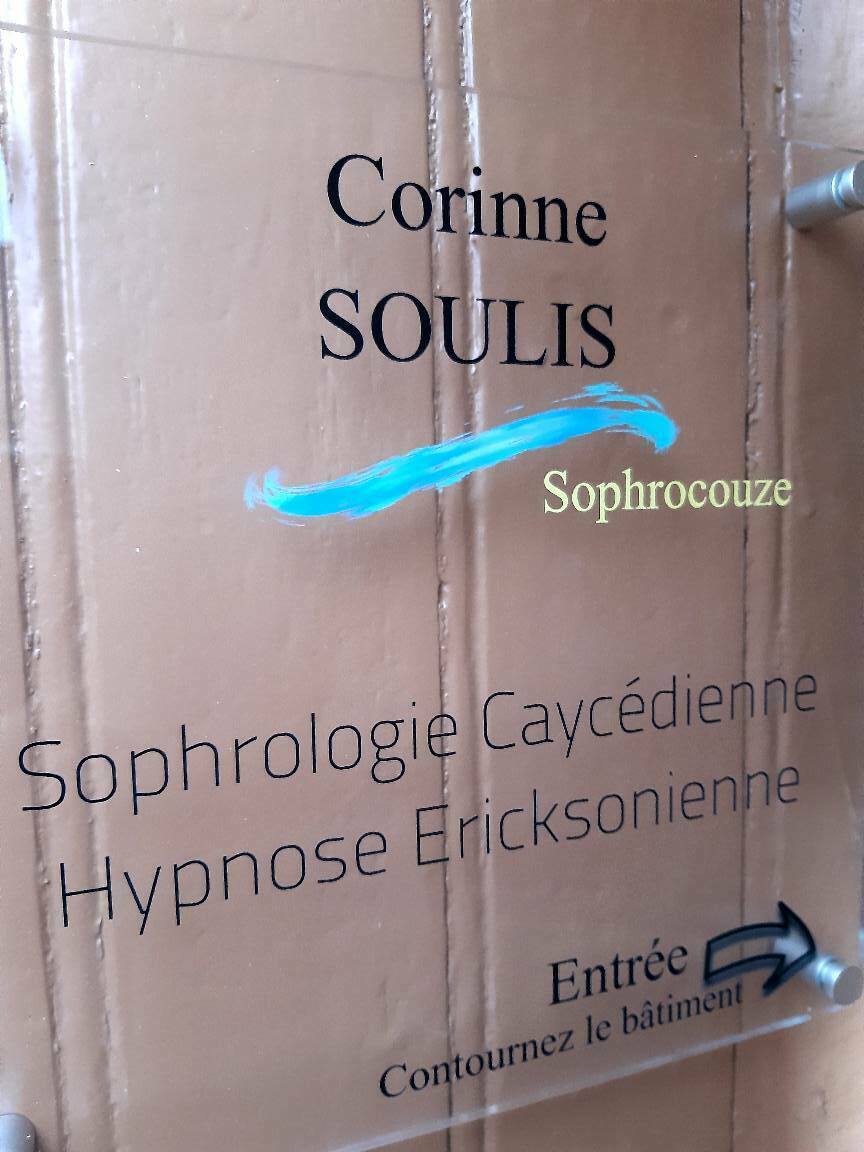 Corinne
SOULIS
Sophrocouze
Sophrologie Caycédienne
Hypnose Ericksonienne
Entrée
Contournez le bâtiment